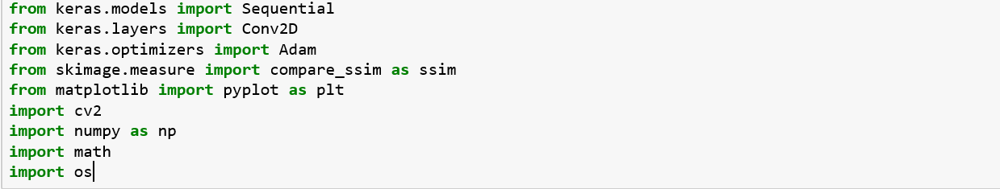 from keras.models import Sequential
from keras.layers import Conv2D
from keras.optimizers import Adam
from skimage.measure import compare_ssim as ssim
from matplotlib import pyplot as plt
import cv2
import numpy as np
import math
import os